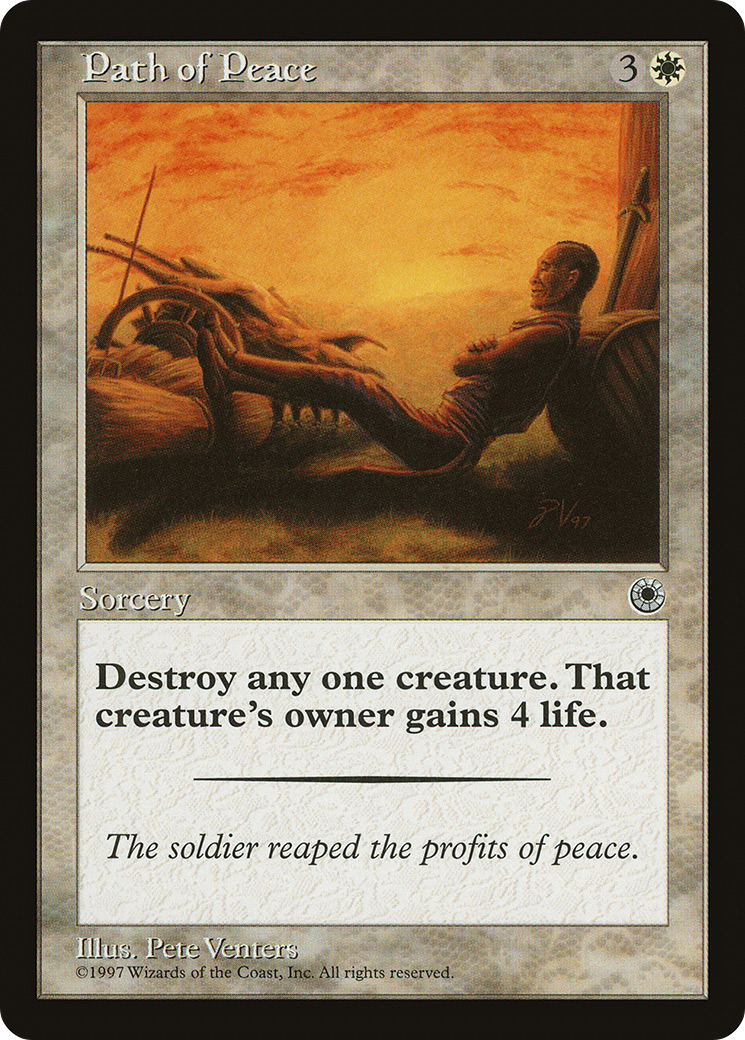 Path of Peace 3
PV97
Sorcery
Destroy any one creature. That
creature's owner gains 4 life.
The soldier reaped the profits of peace.
Illus. Pete Venters
©1997 Wizards of the Coast, Inc. All rights reserved.